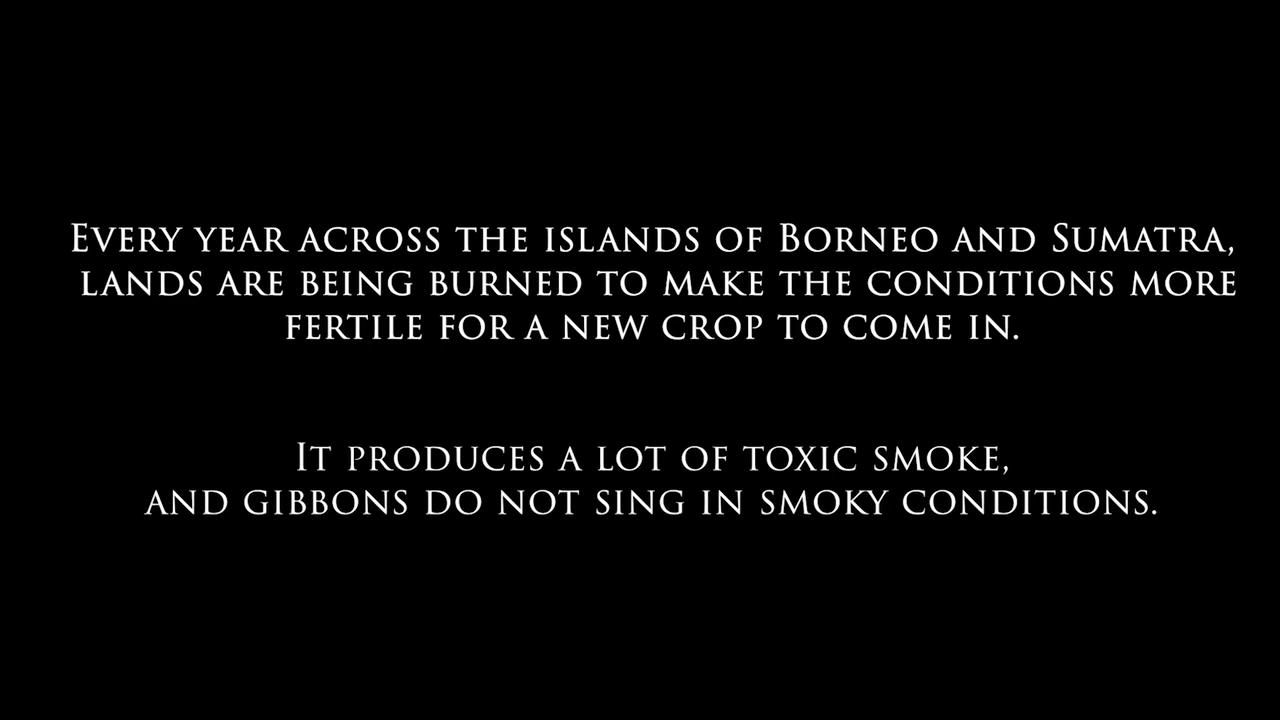 Every year across the islands of Borneo and Sumatra,
lands are being burned to make the conditions more
fertile for a new crop to come in.
It produces a lot of toxic smoke,
and gibbons do not sing in smoky conditions.